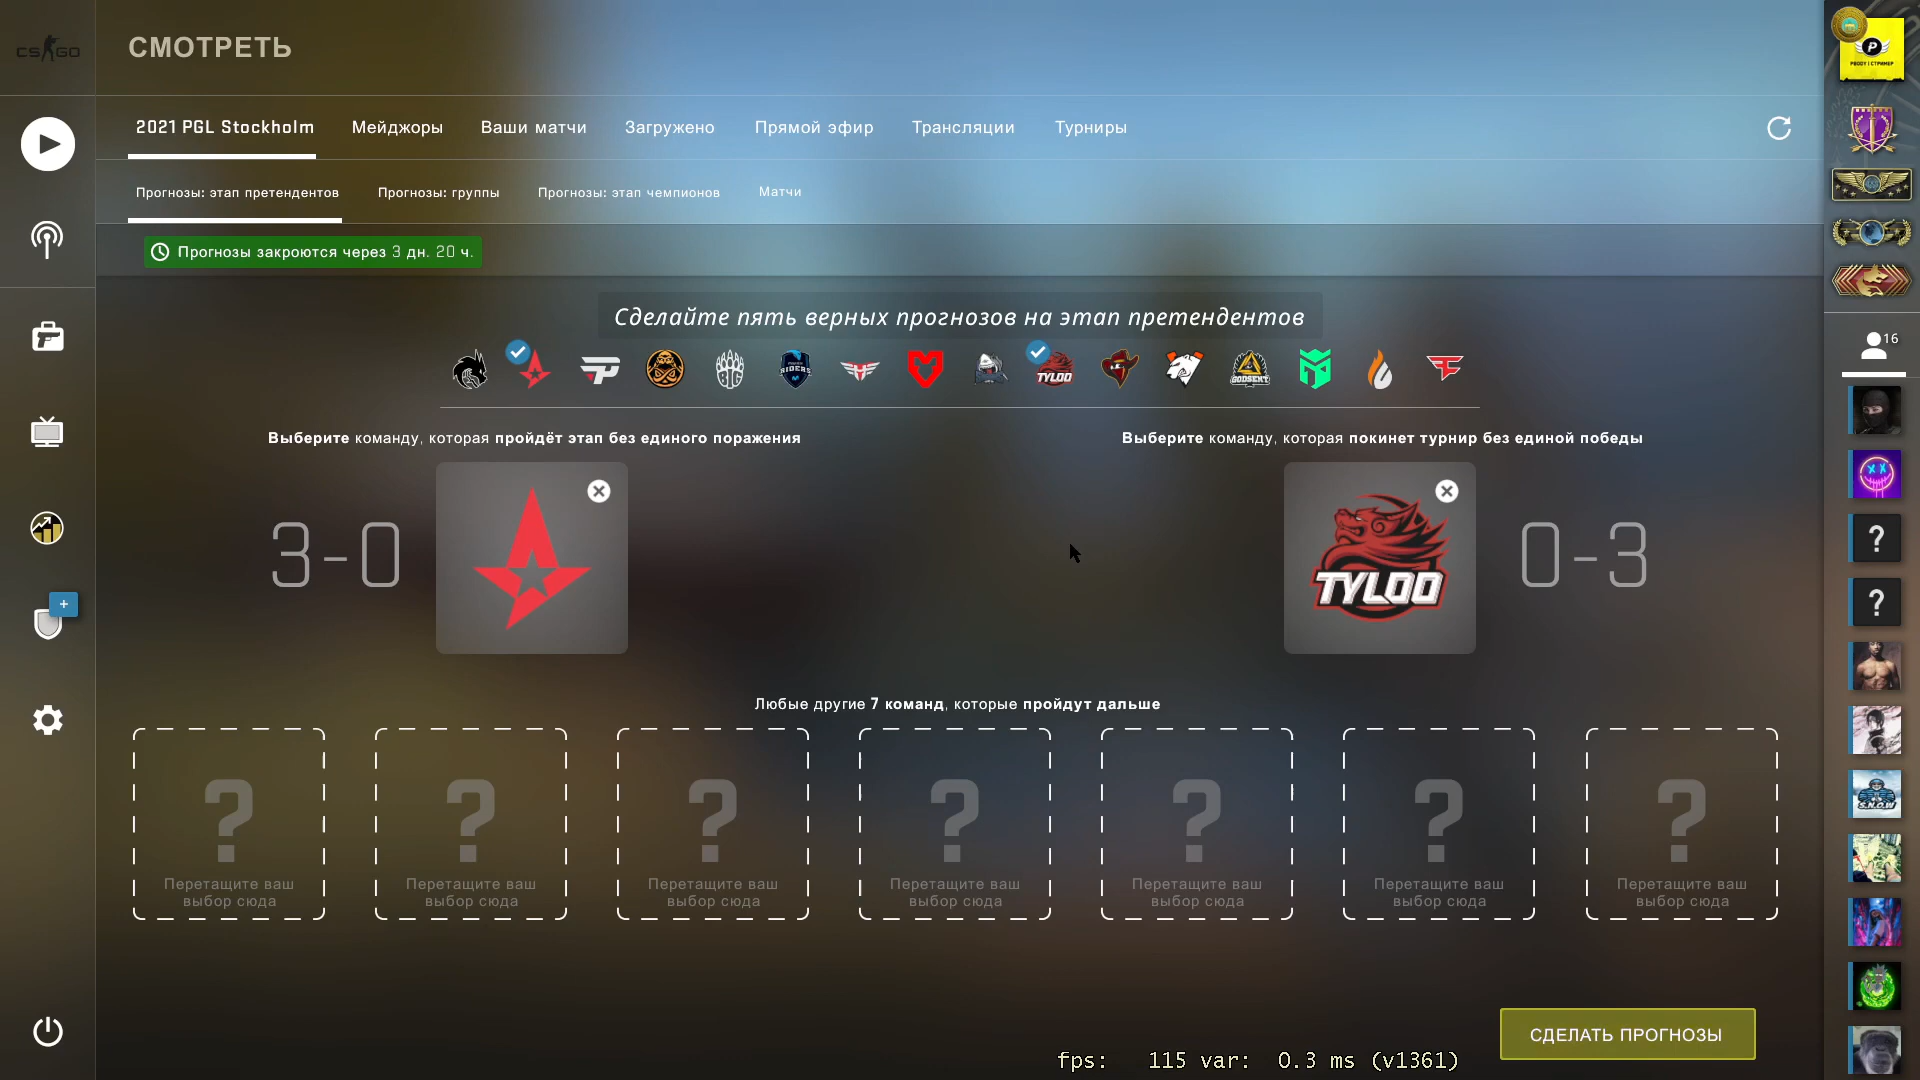 CS GO
СМОТРЕТЬ
2021 PGL Stockholm
Мейджоры
Ваши матчи
Загружено
Прямой эфир
Трансляции
Турниры
Прогнозы: этап претендентов
Прогнозы: группы
Прогнозы: этап чемпионов
Матчи
Прогнозы закроются через 3 дн. 20 ч.
Сделайте пять верных прогнозов на этап претендентов
Выберите команду, которая пройдёт этап без единого поражения
Выберите команду, которая покинет турнир без единой победы
3-0
TYLOO
0-3
Любые другие 7 команд, которые пройдут дальше
?
?
?
?
?
?
?
Перетащите ваш
выбор сюда
Перетащите ваш
выбор сюда
Перетащите ваш
выбор сюда
Перетащите ваш
выбор сюда
Перетащите ваш
выбор сюда
Перетащите ваш
выбор сюда
Перетащите ваш
выбор сюда
СДЕЛАТЬ ПРОГНОЗЫ
fps: 115 var: 0.3 ms (v1361)
P
16
?
?